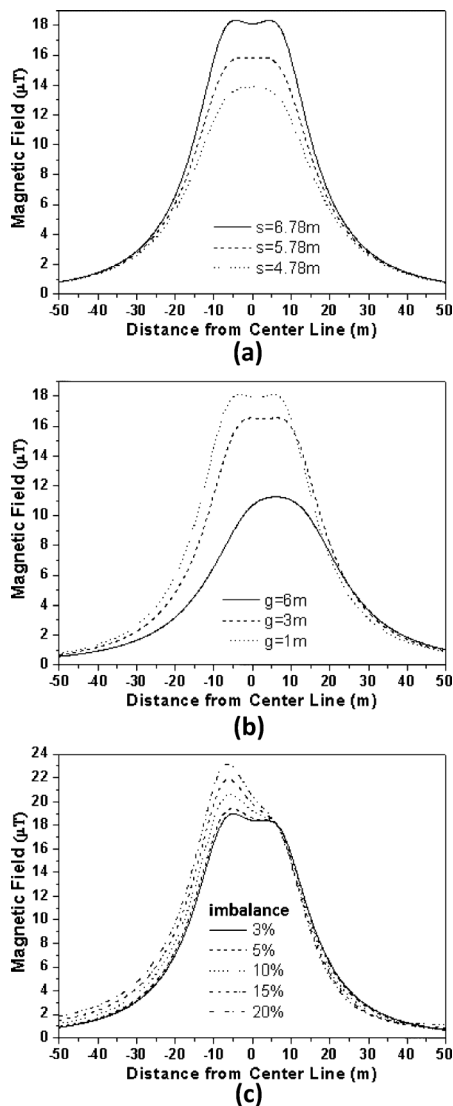 18
16
14
12
10
8
6
4
2
0
Magnetic Field (μT)
s=6.78m
s=5.78m
s=4.78m
-50 -40 -30 -20 -10 0 10 20 30 40 50
Distance from Center Line (m)
(a)
18
16
14
12
10
8
6
4
2
0
Magnetic Field (μT)
g=6m
g=3m
g=1m
-50 -40 -30 -20 -10 0 10 20 30 40 50
Distance from Center Line (m)
(b)
24
22
20
18
16
14
12
10
8
6
4
2
0
Magnetic Field (μT)
imbalance
3%
5%
10%
15%
20%
-50 -40 -30 -20 -10 0 10 20 30 40 50
Distance from Center Line (m)
(c)